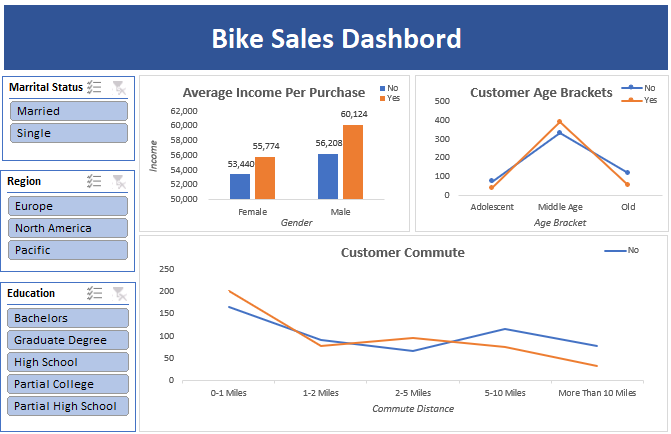 Bike Sales Dashbord
Marrital Status
Married
Single
Region
Europe
North America
Pacific
Education
Bachelors
Graduate Degree
High School
Partial College
Partial High School
Average Income Per Purchase
No
Yes
62,000
60,000
58,000
56,000
54,000
52,000
50,000
Income
53,440
55,774
56,208
60,124
Female
Male
Gender
Customer Age Brackets
No
Yes
500
400
300
200
100
0
Adolescent
Middle Age
Old
Age Bracket
Customer Commute
No
250
200
150
100
50
0
0-1 Miles
1-2 Miles
2-5 Miles
5-10 Miles
More Than 10 Miles
Commute Distance